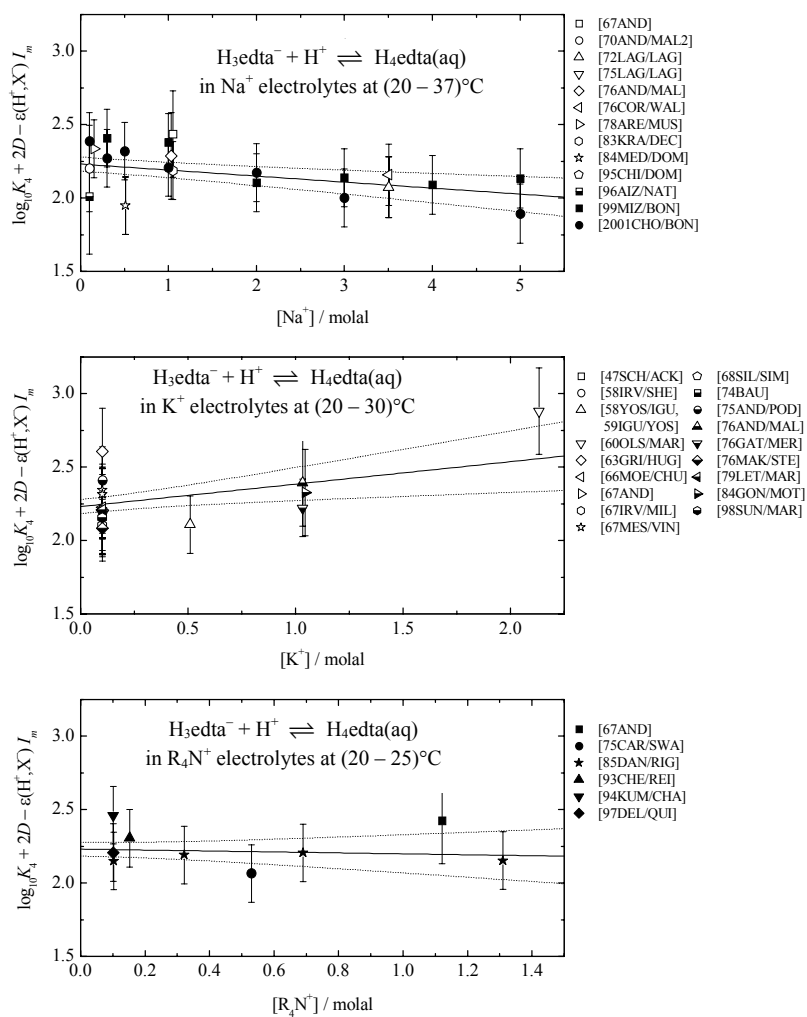 log₁₀K₄ + 2D − ε(H⁺,X⁻) Iₘ
3.0
2.5
2.0
1.5
H₃edta⁻ + H⁺ ⇌ H₄edta(aq)
in Na⁺ electrolytes at (20 – 37)°C
0 1 2 3 4 5
[Na⁺] / molal
[67AND]
[70AND/MAL2]
[72LAG/LAG]
[75LAG/LAG]
[76AND/MAL]
[76COR/WAL]
[78ARE/MUS]
[83KRA/DEC]
[84MED/DOM]
[95CHI/DOM]
[96AIZ/NAT]
[99MIZ/BON]
[2001CHO/BON]
log₁₀K₄ + 2D − ε(H⁺,X⁻) Iₘ
3.0
2.5
2.0
1.5
H₃edta⁻ + H⁺ ⇌ H₄edta(aq)
in K⁺ electrolytes at (20 – 30)°C
0.0 0.5 1.0 1.5 2.0
[K⁺] / molal
[47SCH/ACK]
[58IRV/SHE]
[58YOS/IGU,
59IGU/YOS]
[60OLS/MAR]
[63GRI/HUG]
[66MOE/CHU]
[67AND]
[67IRV/MIL]
[67MES/VIN]
[68SIL/SIM]
[74BAU]
[75AND/POD]
[76AND/MAL]
[76GAT/MER]
[76MAK/STE]
[79LET/MAR]
[84GON/MOT]
[98SUN/MAR]
log₁₀K₄ + 2D − ε(H⁺,X⁻) Iₘ
3.0
2.5
2.0
1.5
H₃edta⁻ + H⁺ ⇌ H₄edta(aq)
in R₄N⁺ electrolytes at (20 – 25)°C
0.0 0.2 0.4 0.6 0.8 1.0 1.2 1.4
[R₄N⁺] / molal
[67AND]
[75CAR/SWA]
[85DAN/RIG]
[93CHE/REI]
[94KUM/CHA]
[97DEL/QUI]